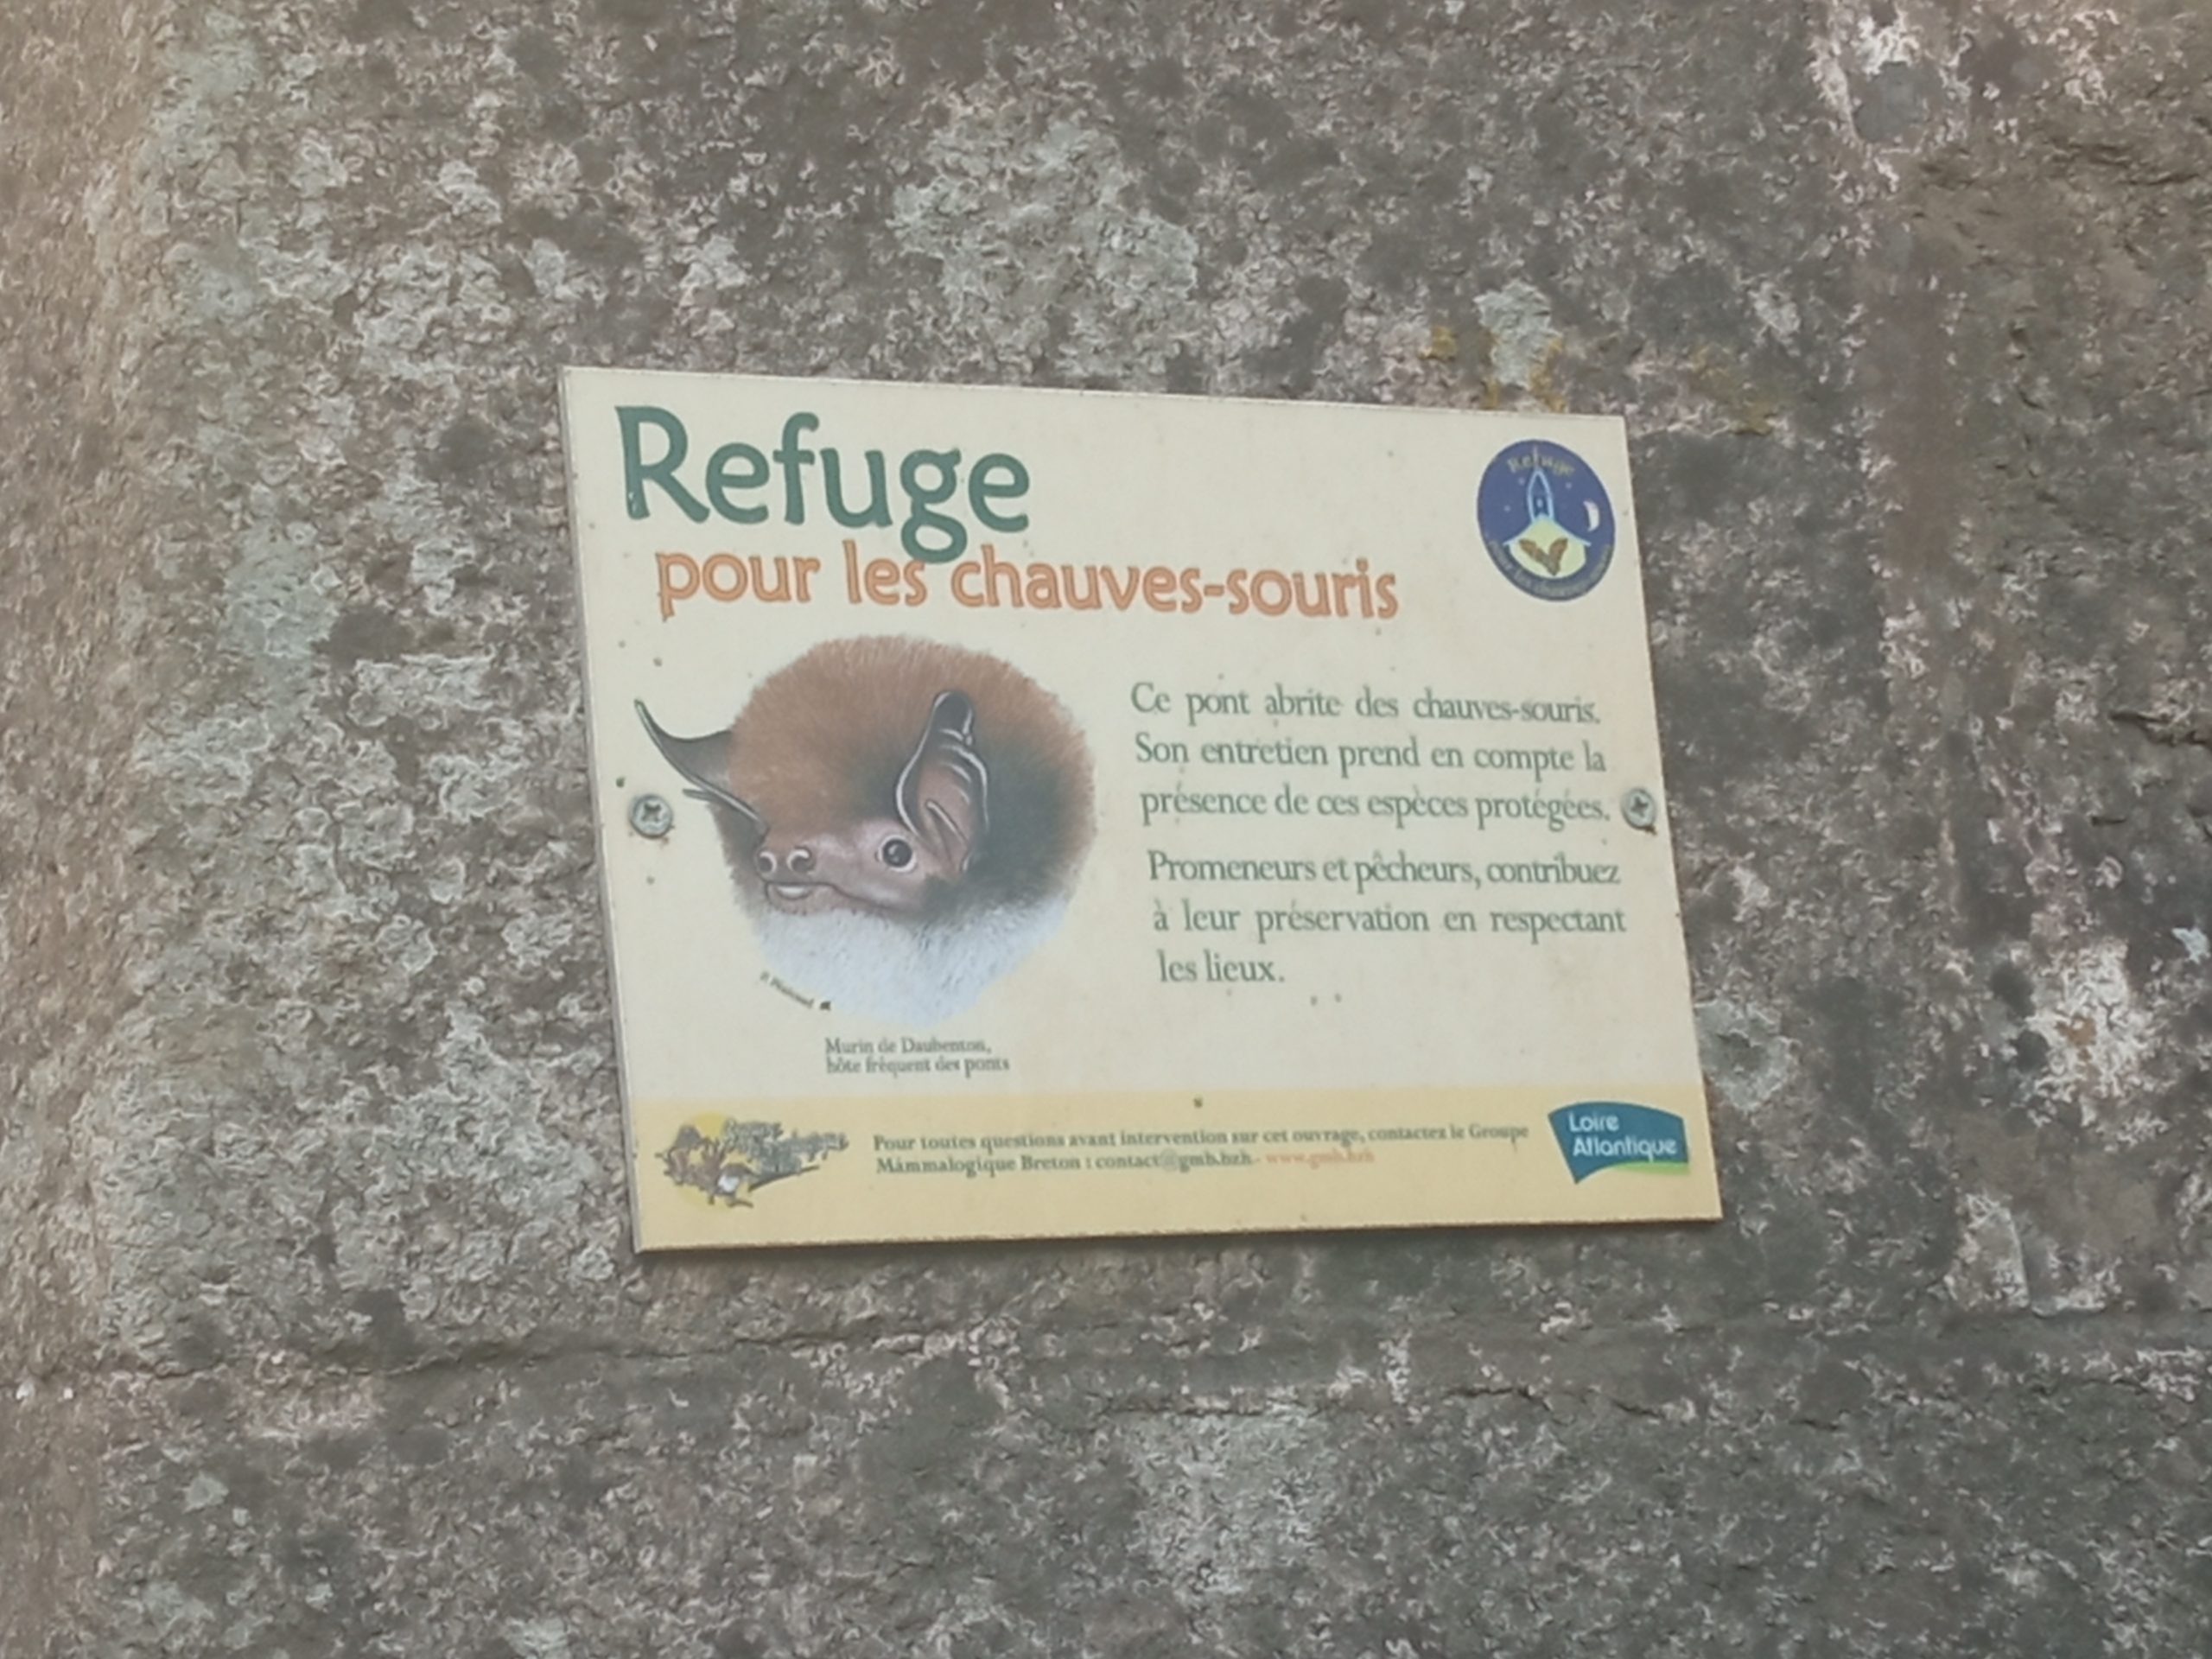 Refuge
pour les chauves-souris
Refuge
Ce pont abrite des chauves-souris.
Son entretien prend en compte la
présence de ces espèces protégées.
Promeneurs et pêcheurs, contribuez
à leur préservation en respectant
les lieux.
Murin de Daubenton,
hôte fréquent des ponts
Pour toutes questions avant intervention sur cet ouvrage, contactez le Groupe
Mammalogique Breton : contact@gmb.bzh - www.gmb.bzh
Loire
Atlantique